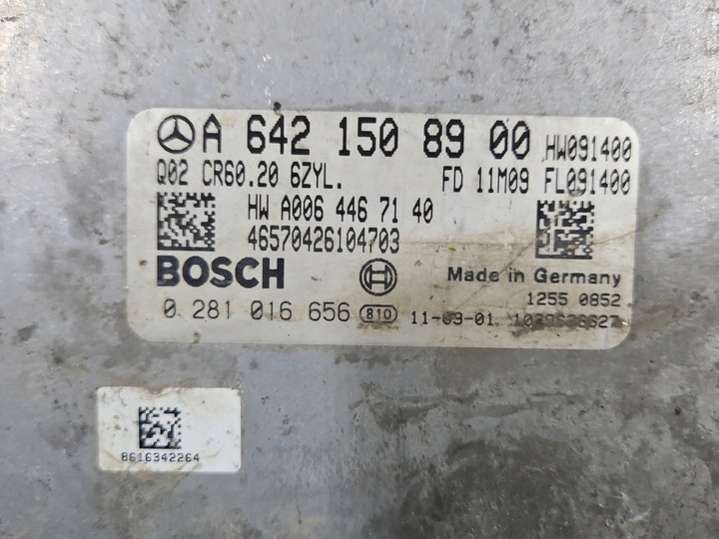 A 642 150 89 00 HW091400
Q02 CR60.20 6ZYL. FD 11M09 FL091400
HW A006 446 71 40
46570426104703
BOSCH Made in Germany
1255 0852
0 281 016 656 810 11-03-01
8616342264